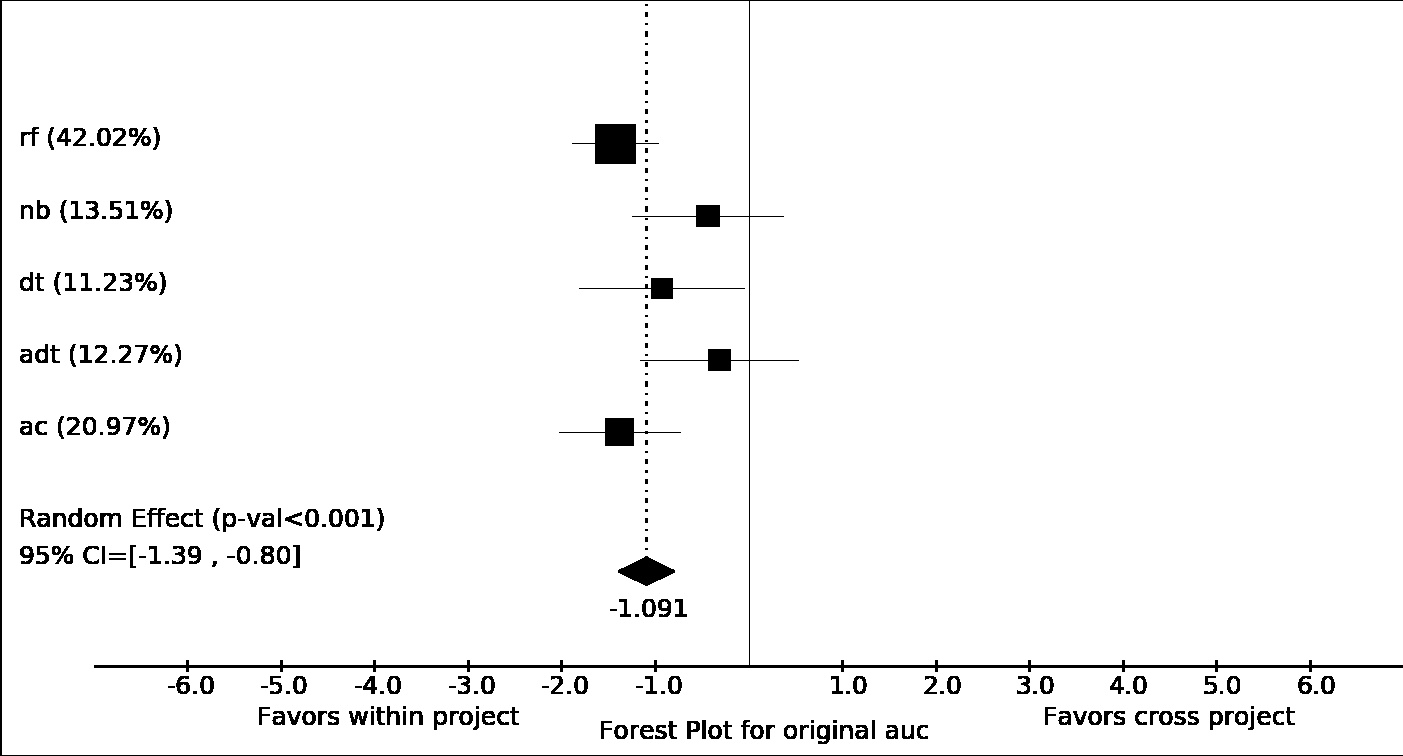 rf (42.02%)
nb (13.51%)
dt (11.23%)
adt (12.27%)
ac (20.97%)
Random Effect (p-val<0.001)
95% CI=[-1.39 , -0.80]
-1.091
-6.0 -5.0 -4.0 -3.0 -2.0 -1.0 1.0 2.0 3.0 4.0 5.0 6.0
Favors within project Favors cross project
Forest Plot for original auc